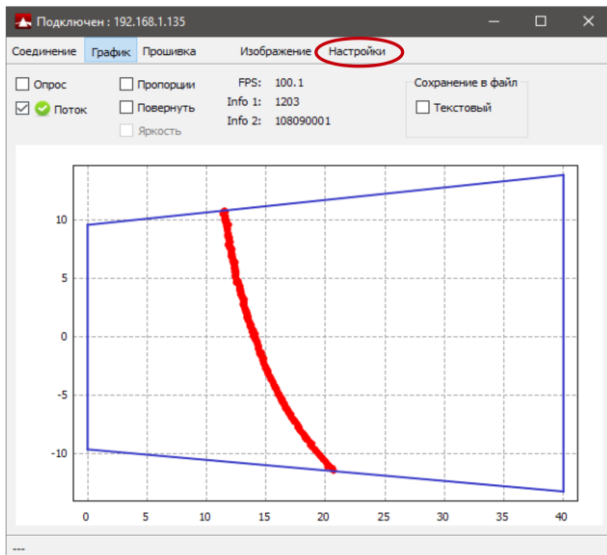 Подключен : 192.168.1.135
Соединение График Прошивка Изображение Настройки
Опрос Пропорции FPS: 100.1 Сохранение в файл
Поток Повернуть Info 1: 1203 Текстовый
Яркость Info 2: 108090001
10
5
0
-5
-10
0 5 10 15 20 25 30 35 40
---